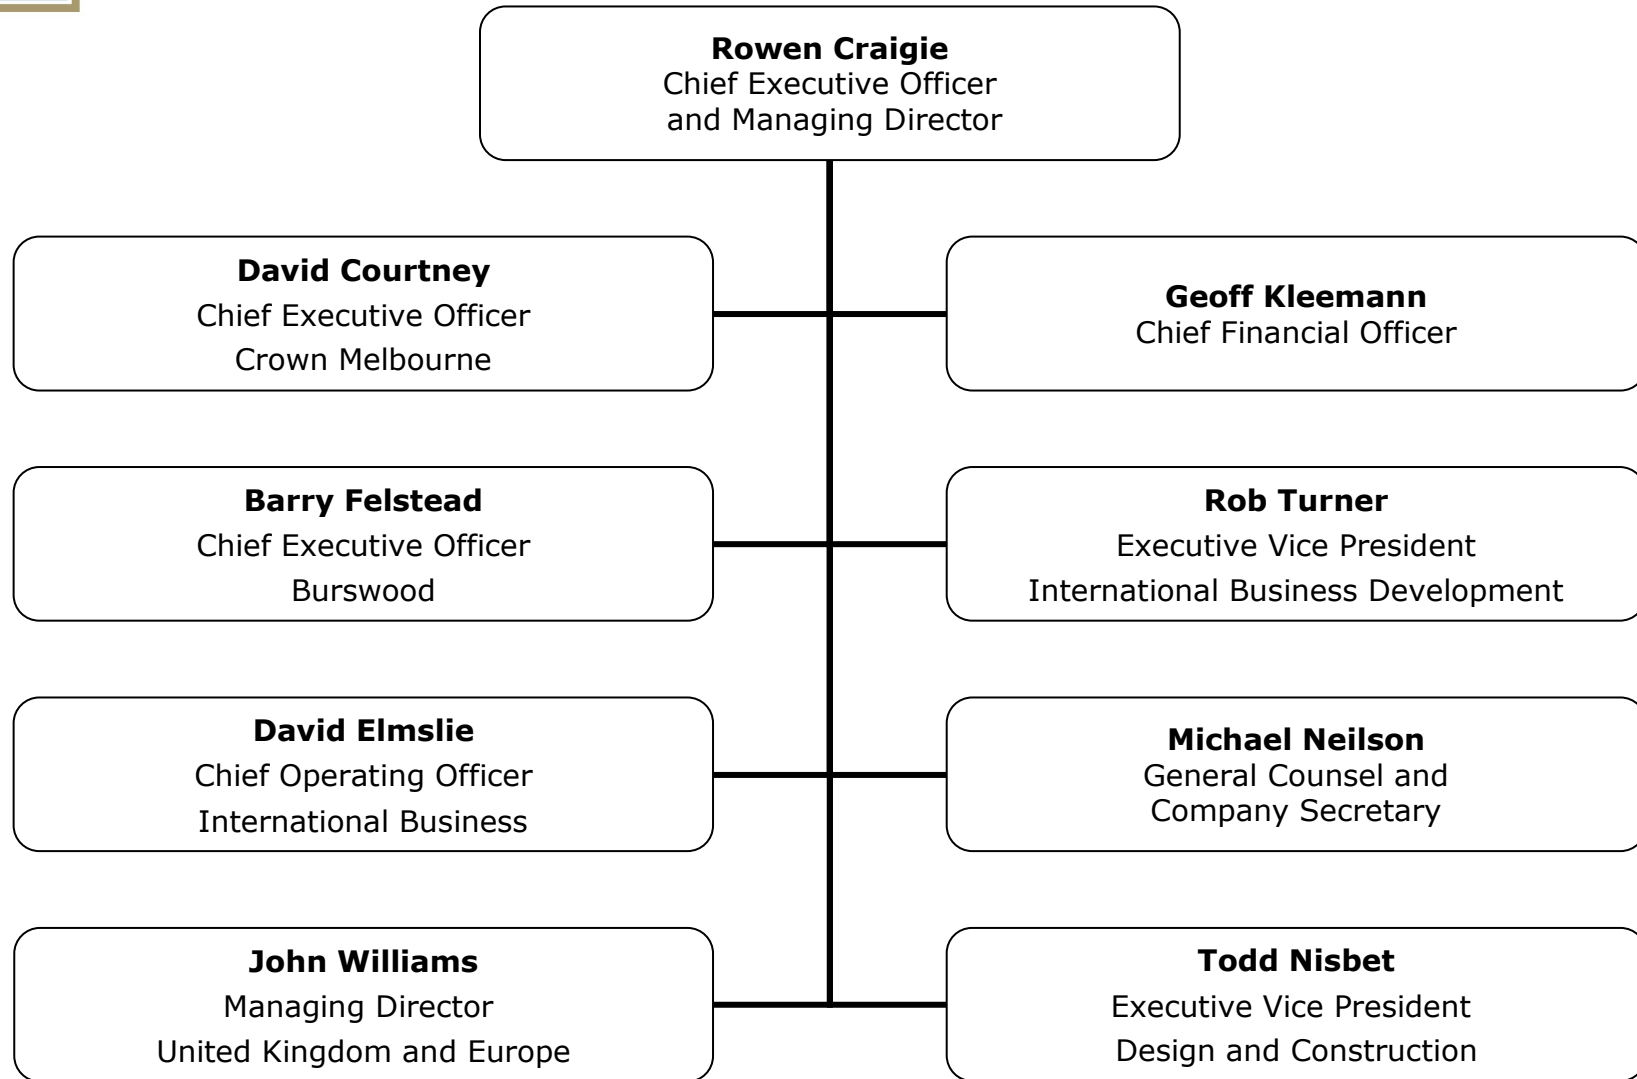 Rowen Craigie
Chief Executive Officer
and Managing Director
David Courtney
Chief Executive Officer
Crown Melbourne
Geoff Kleemann
Chief Financial Officer
Barry Felstead
Chief Executive Officer
Burswood
Rob Turner
Executive Vice President
International Business Development
David Elmslie
Chief Operating Officer
International Business
Michael Neilson
General Counsel and
Company Secretary
John Williams
Managing Director
United Kingdom and Europe
Todd Nisbet
Executive Vice President
Design and Construction